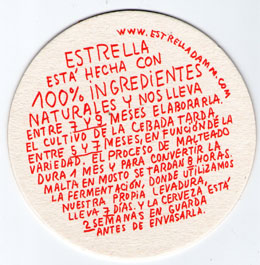 WWW.ESTRELLADAMM.COM
ESTRELLA
ESTÁ HECHA CON
100% INGREDIENTES
NATURALES Y NOS LLEVA
ENTRE 7 y 9 MESES ELABORARLA.
EL CULTIVO DE LA CEBADA TARDA
ENTRE 5 y 7 MESES, EN FUNCIÓN DE LA
VARIEDAD. EL PROCESO DE MALTEADO
DURA 1 MES Y PARA CONVERTIR LA
MALTA EN MOSTO SE TARDAN 8 HORAS.
LA FERMENTACIÓN, DONDE UTILIZAMOS
NUESTRA PROPIA LEVADURA,
LLEVA 7 DÍAS. Y LA CERVEZA ESTÁ
2 SEMANAS EN GUARDA
ANTES DE ENVASARLA.